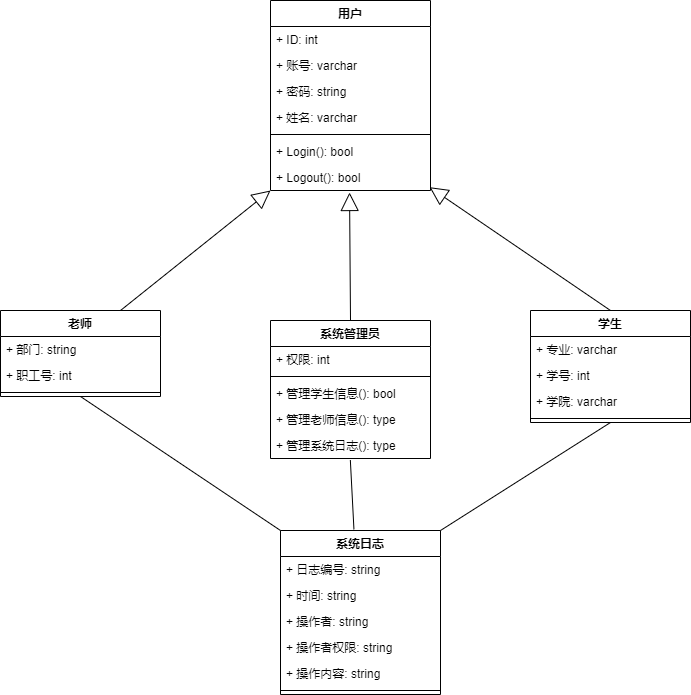 用户
+ ID: int
+ 账号: varchar
+ 密码: string
+ 姓名: varchar
+ Login(): bool
+ Logout(): bool
老师
+ 部门: string
+ 职工号: int
系统管理员
+ 权限: int
+ 管理学生信息(): bool
+ 管理老师信息(): type
+ 管理系统日志(): type
学生
+ 专业: varchar
+ 学号: int
+ 学院: varchar
系统日志
+ 日志编号: string
+ 时间: string
+ 操作者: string
+ 操作者权限: string
+ 操作内容: string